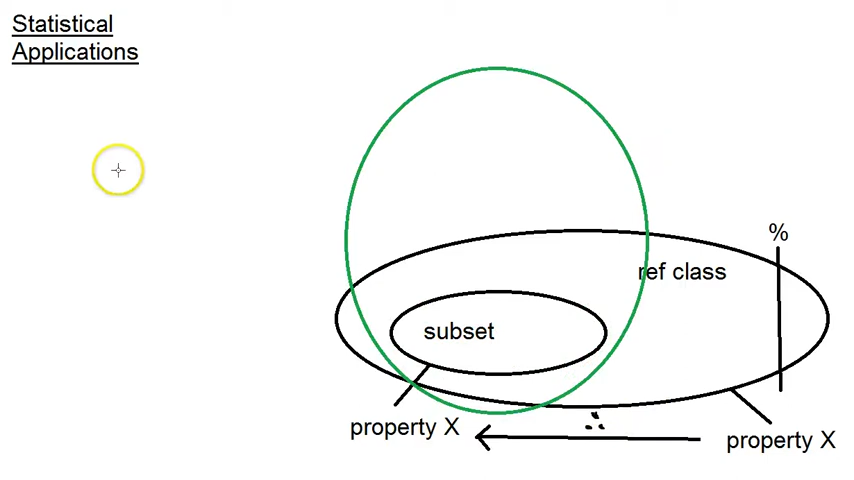 Statistical
Applications
%
ref class
subset
property X
property X